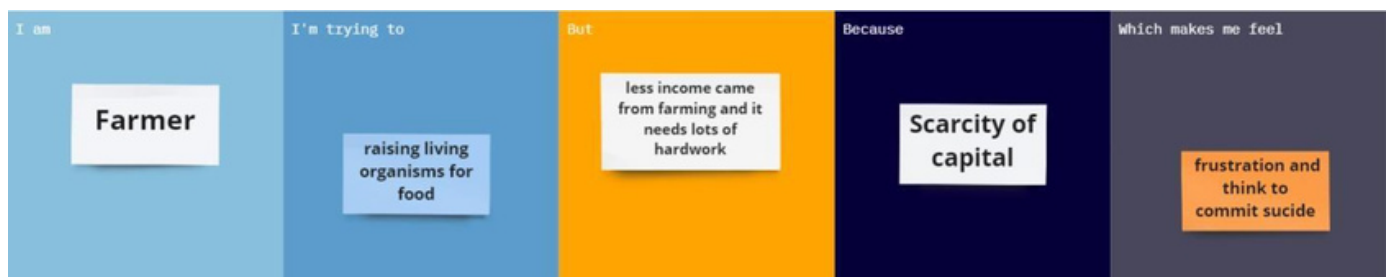 I am
Farmer
I'm trying to
raising living
organisms for
food
But
less income came
from farming and it
needs lots of
hardwork
Because
Scarcity of
capital
Which makes me feel
frustration and
think to
commit sucide